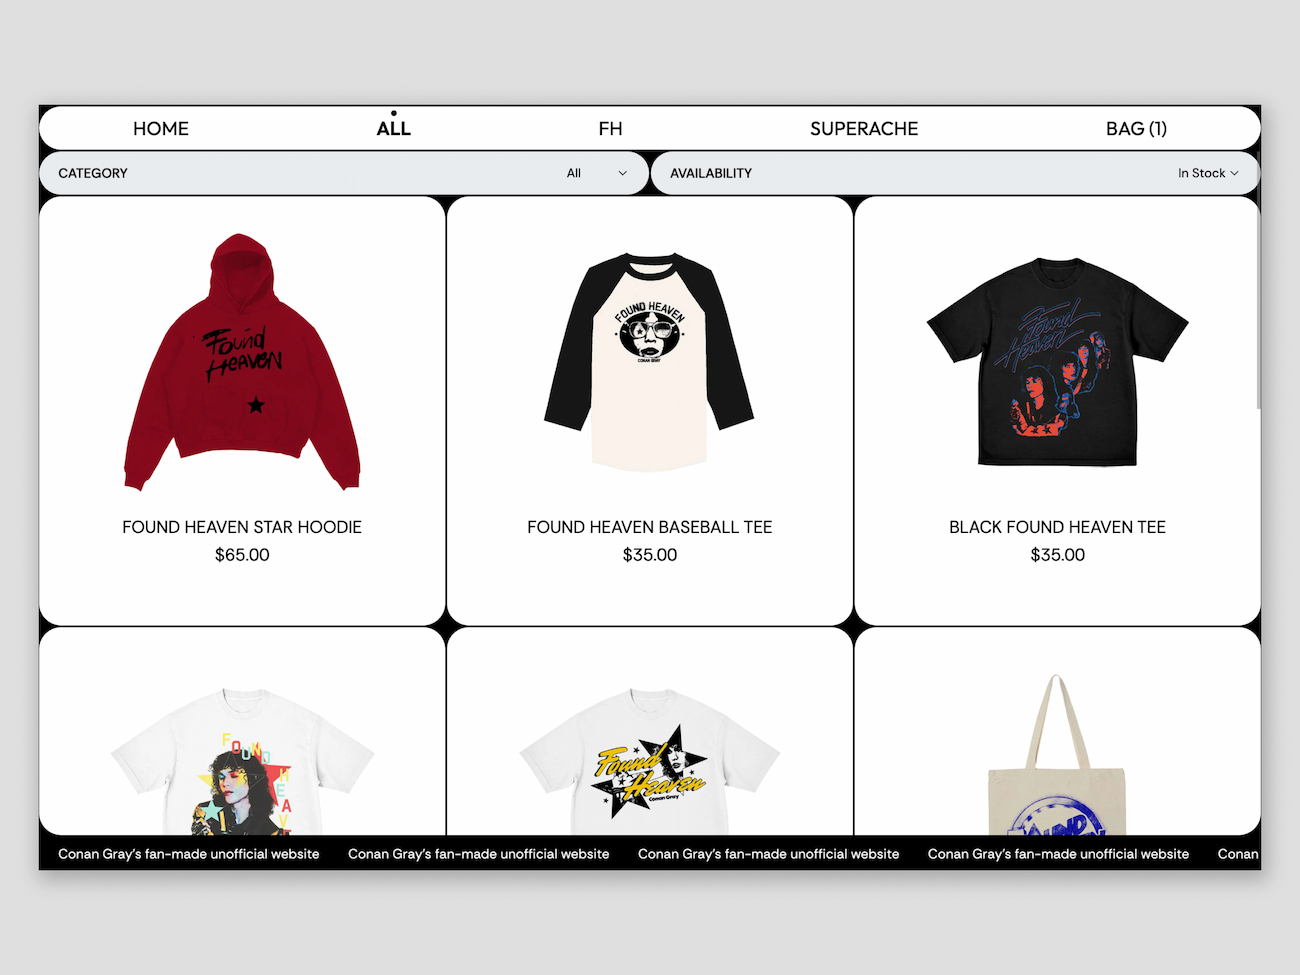 HOME
ALL
FH
SUPERACHE
BAG (1)
CATEGORY
All
AVAILABILITY
In Stock
Found
Heaven
FOUND HEAVEN
CONAN GRAY
Found
Heaven
FOUND HEAVEN STAR HOODIE
$65.00
FOUND HEAVEN BASEBALL TEE
$35.00
BLACK FOUND HEAVEN TEE
$35.00
FOUND
HEAV
Found
Heaven
Conan Gray
Conan Gray's fan-made unofficial website
Conan Gray's fan-made unofficial website
Conan Gray's fan-made unofficial website
Conan Gray's fan-made unofficial website
Conan